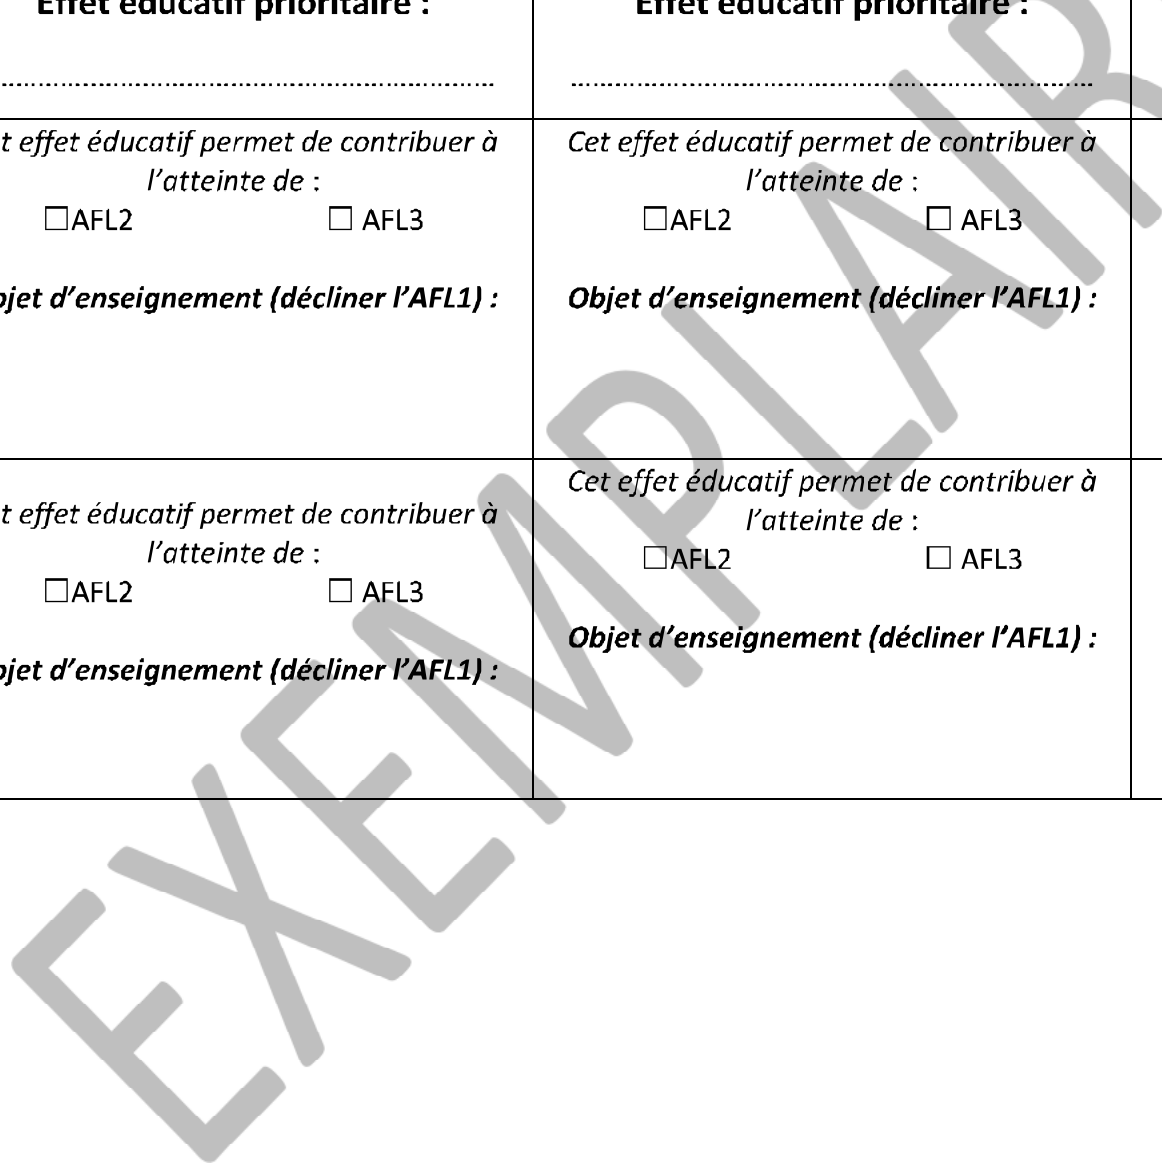 Effet éducatif prioritaire :
Effet éducatif prioritaire :
t effet éducatif permet de contribuer à
l’atteinte de :
☐AFL2 ☐ AFL3
jet d’enseignement (décliner l’AFL1) :
Cet effet éducatif permet de contribuer à
l’atteinte de :
☐AFL2 ☐ AFL3
Objet d’enseignement (décliner l’AFL1) :
t effet éducatif permet de contribuer à
l’atteinte de :
☐AFL2 ☐ AFL3
jet d’enseignement (décliner l’AFL1) :
Cet effet éducatif permet de contribuer à
l’atteinte de :
☐AFL2 ☐ AFL3
Objet d’enseignement (décliner l’AFL1) :
EXEMPLAIR